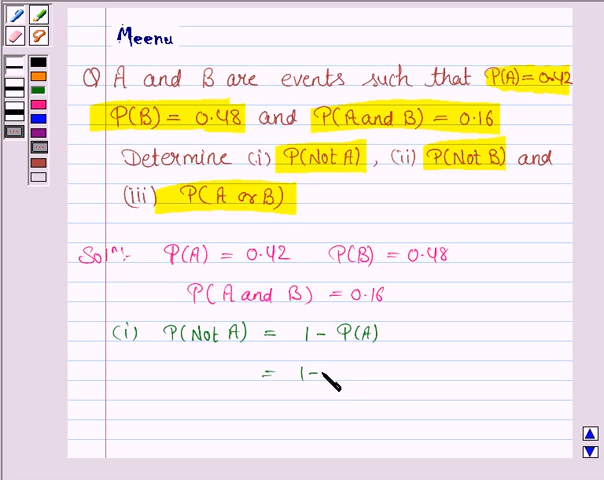 Meenu
Q A and B are events such that P(A) = 0.42
P(B) = 0.48 and P(A and B) = 0.16
Determine (i) P(Not A), (ii) P(Not B) and
(iii) P(A or B)
Solⁿ:- P(A) = 0.42 P(B) = 0.48
P(A and B) = 0.16
(i) P(Not A) = 1 - P(A)
= 1 -